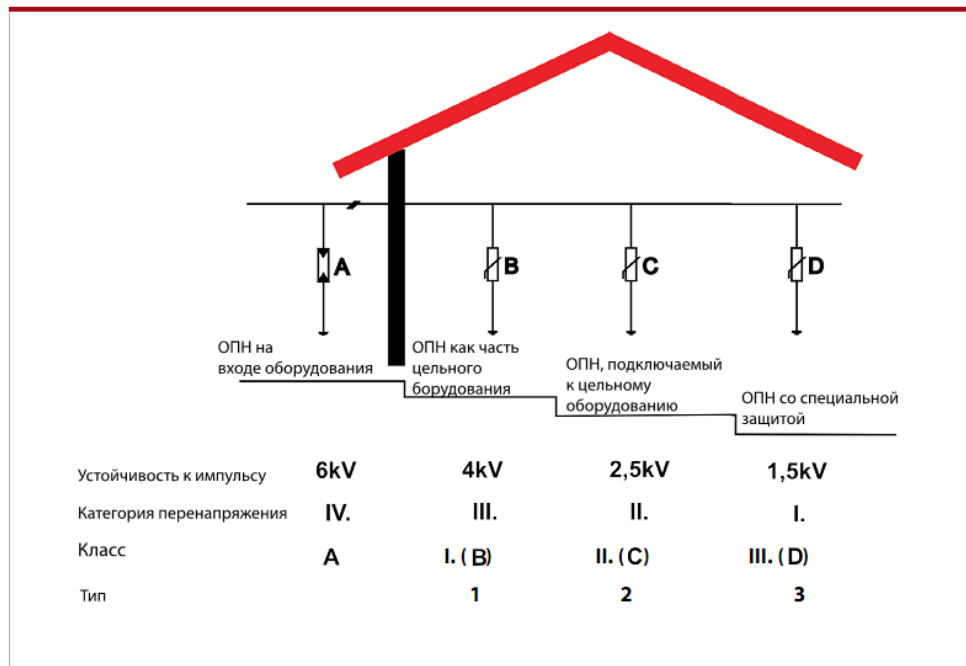 A
B
C
D
ОПН на
входе оборудования
ОПН как часть
цельного
борудования
ОПН, подключаемый
к цельному
оборудованию
ОПН со специальной
защитой
Устойчивость к импульсу 6kV 4kV 2,5kV 1,5kV
Категория перенапряжения IV. III. II. I.
Класс A I. (B) II. (C) III. (D)
Тип 1 2 3